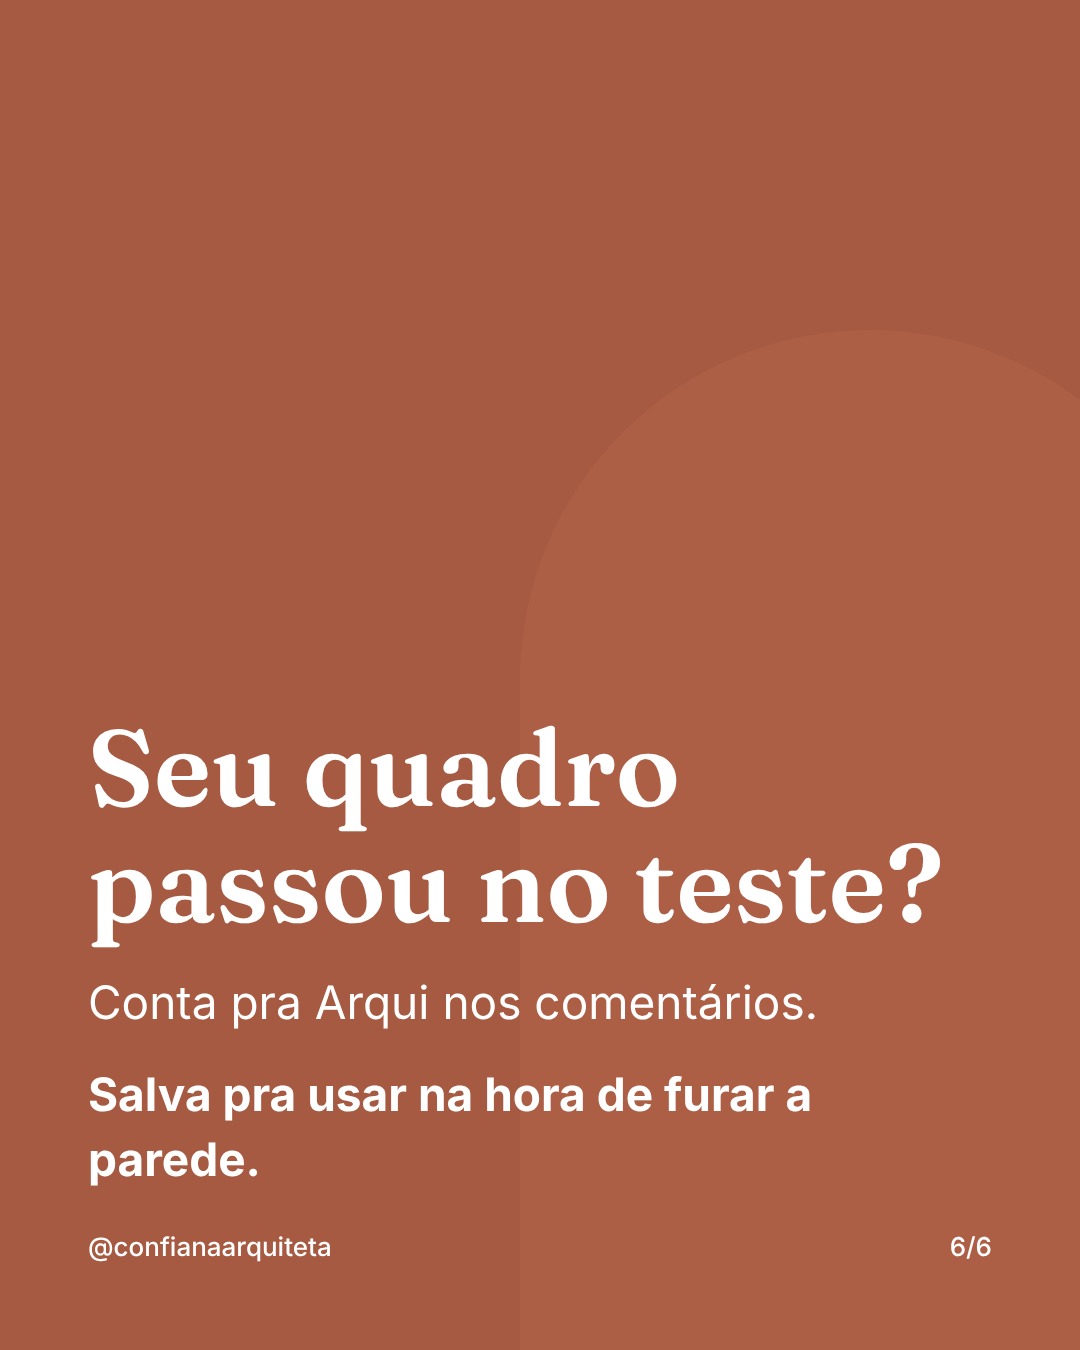 Seu quadro
passou no teste?
Conta pra Arqui nos comentários.
Salva pra usar na hora de furar a
parede.
@confianaarquiteta
6/6